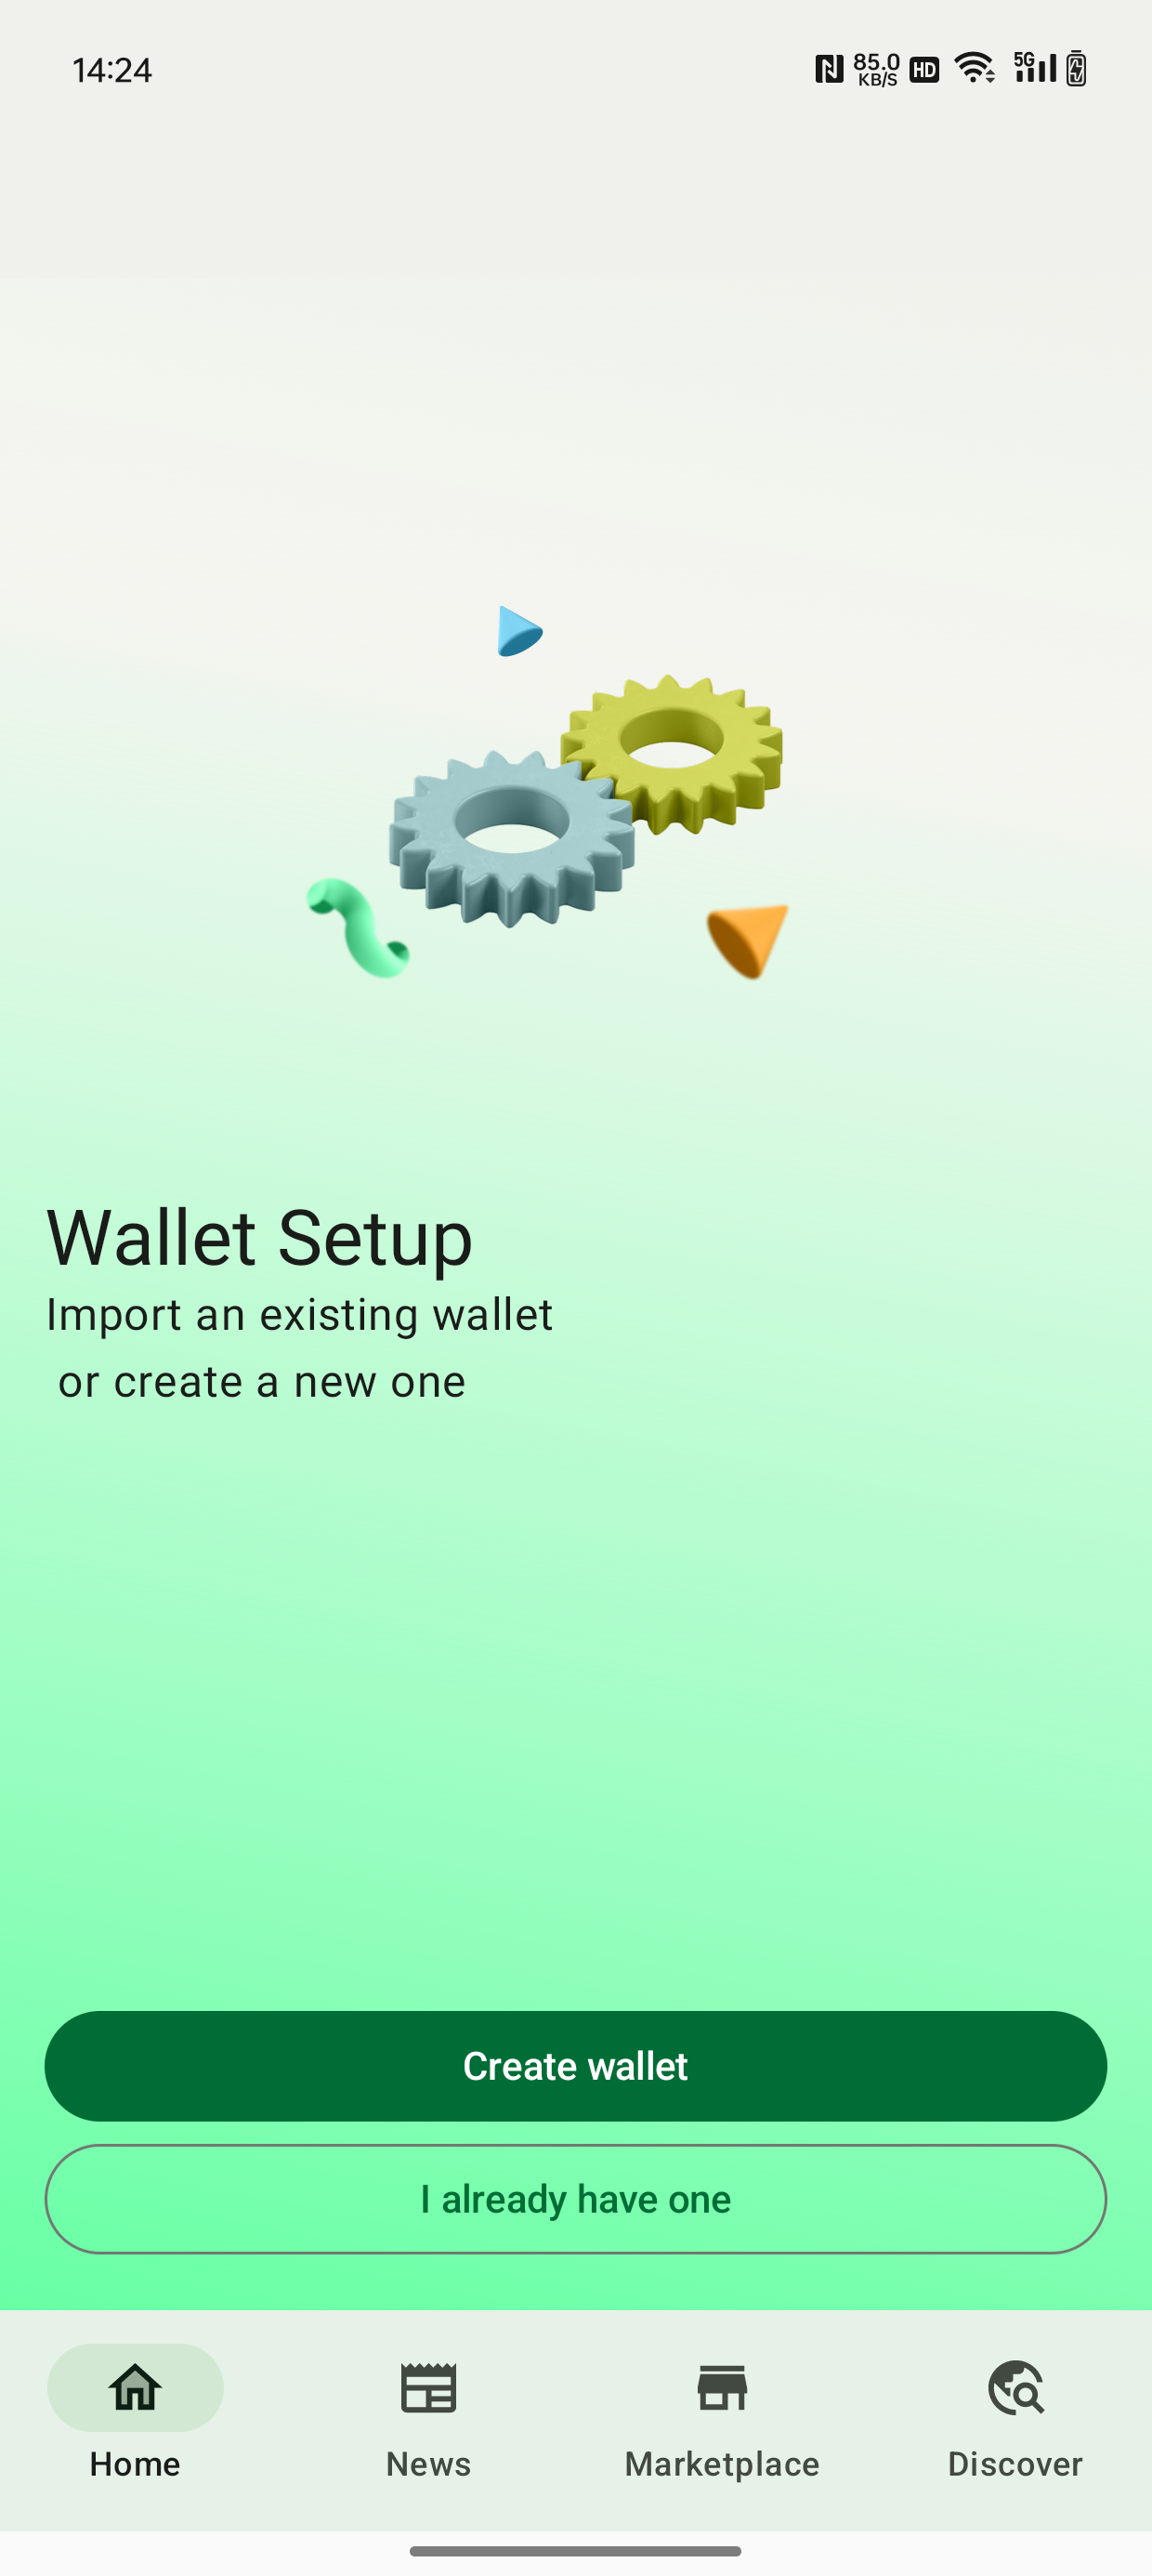 14:24
85.0
KB/S
HD
5G
Wallet Setup
Import an existing wallet
or create a new one
Create wallet
I already have one
Home
News
Marketplace
Discover